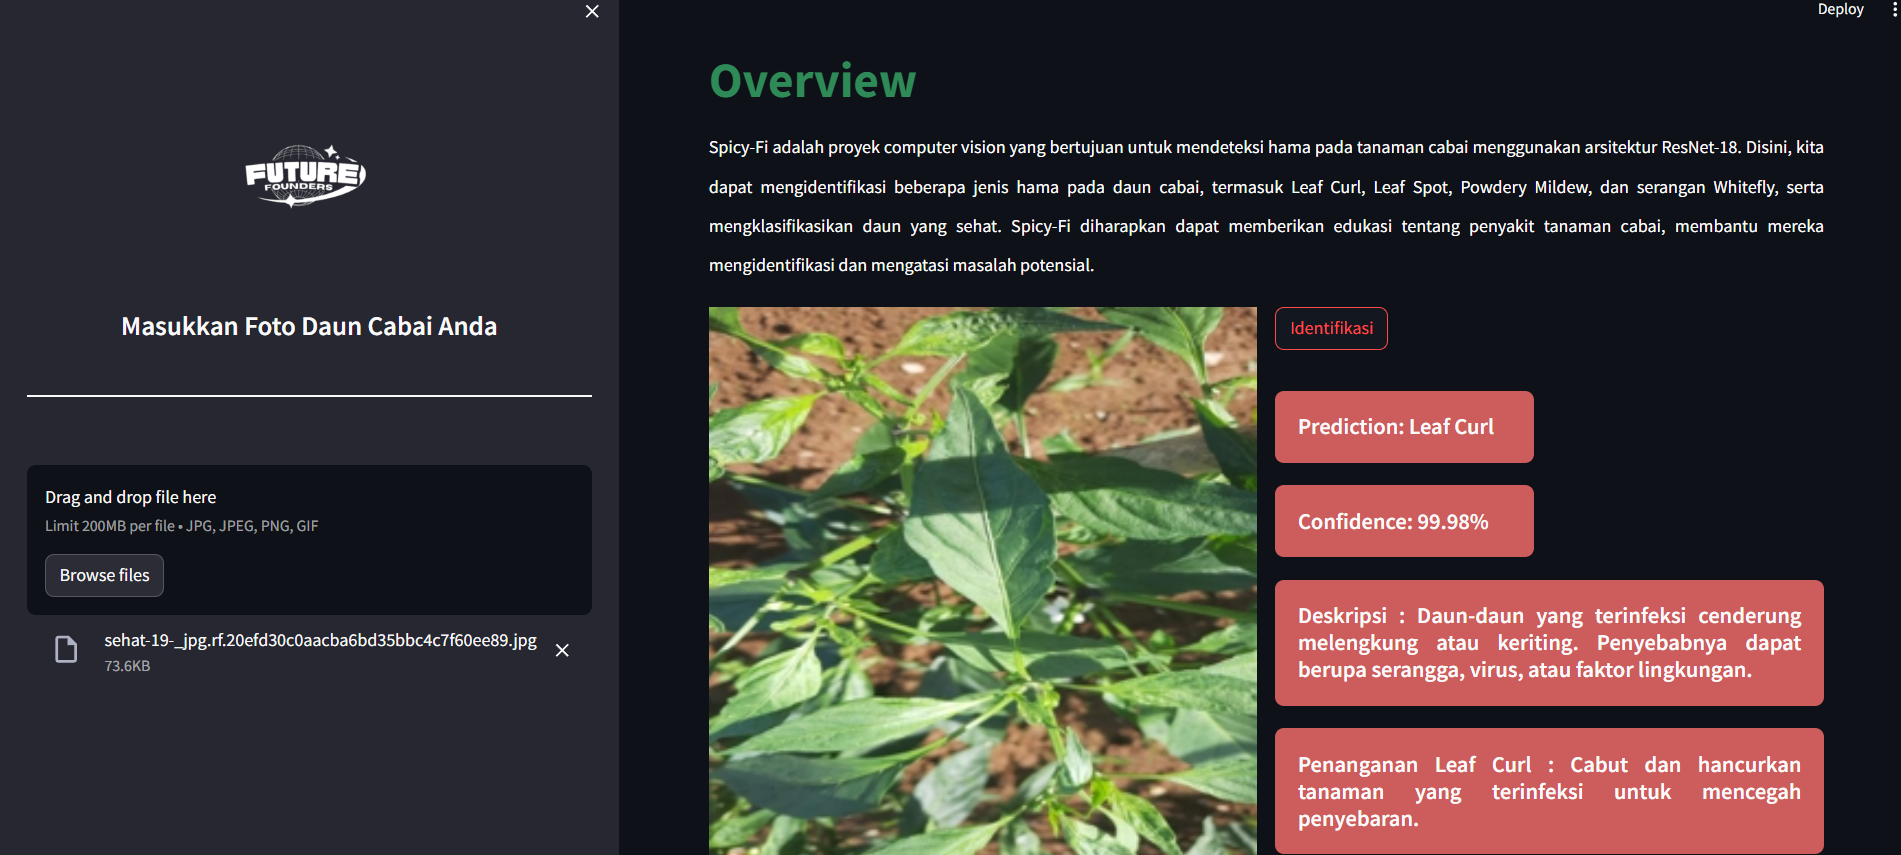 Deploy
FUTURE
FOUNDERS
Masukkan Foto Daun Cabai Anda
Drag and drop file here
Limit 200MB per file • JPG, JPEG, PNG, GIF
Browse files
sehat-19-_jpg.rf.20efd30c0aacba6bd35bbc4c7f60ee89.jpg
73.6KB
Overview
Spicy-Fi adalah proyek computer vision yang bertujuan untuk mendeteksi hama pada tanaman cabai menggunakan arsitektur ResNet-18. Disini, kita
dapat mengidentifikasi beberapa jenis hama pada daun cabai, termasuk Leaf Curl, Leaf Spot, Powdery Mildew, dan serangan Whitefly, serta
mengklasifikasikan daun yang sehat. Spicy-Fi diharapkan dapat memberikan edukasi tentang penyakit tanaman cabai, membantu mereka
mengidentifikasi dan mengatasi masalah potensial.
Identifikasi
Prediction: Leaf Curl
Confidence: 99.98%
Deskripsi : Daun-daun yang terinfeksi cenderung
melengkung atau keriting. Penyebabnya dapat
berupa serangga, virus, atau faktor lingkungan.
Penanganan Leaf Curl : Cabut dan hancurkan
tanaman yang terinfeksi untuk mencegah
penyebaran.